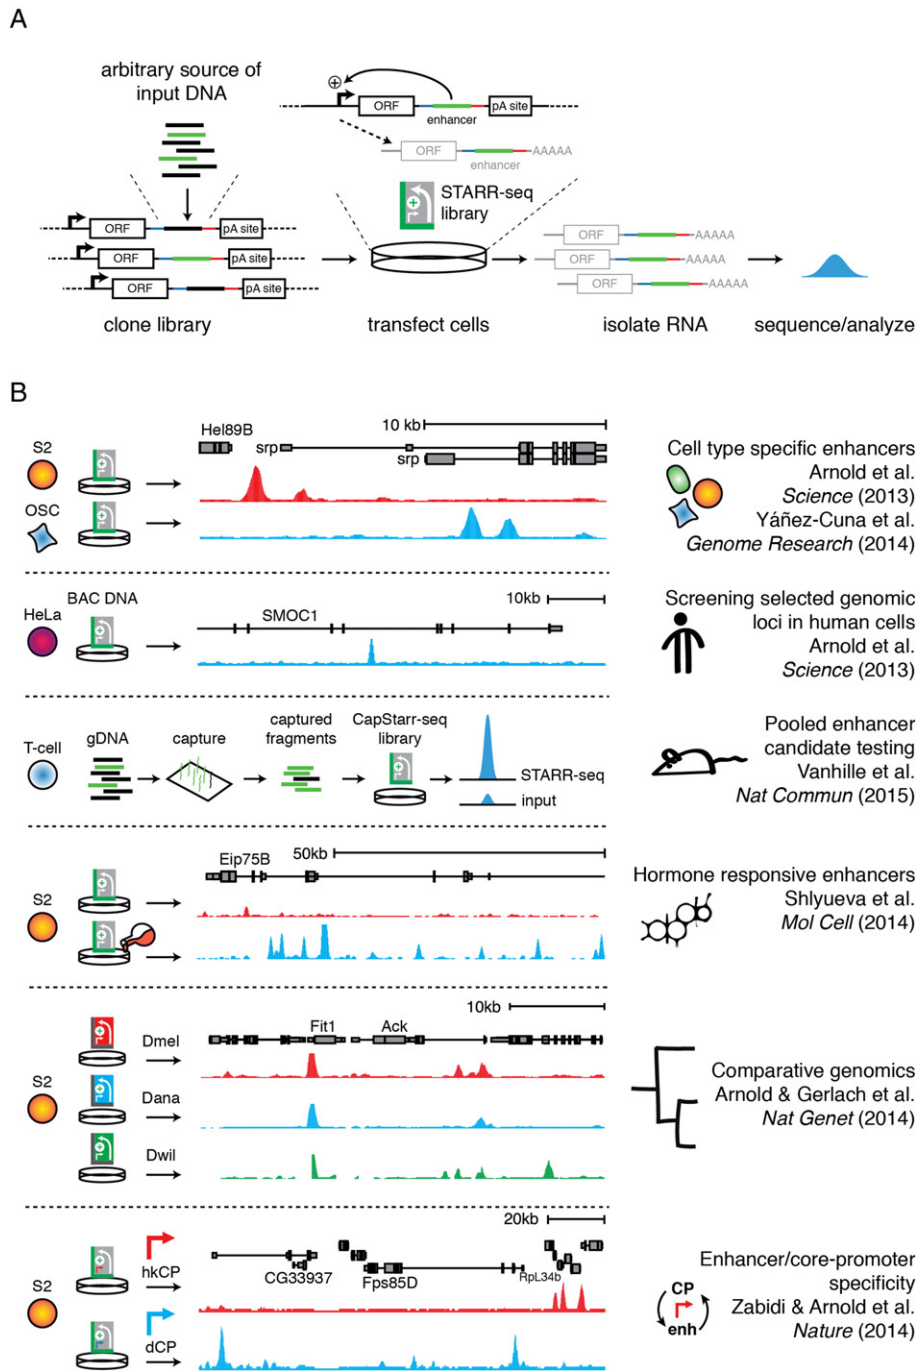 A
arbitrary source of
input DNA
ORF
enhancer
pA site
ORF
enhancer
AAAAA
STARR-seq
library
ORF
pA site
ORF
pA site
ORF
pA site
ORF
AAAAA
ORF
AAAAA
ORF
AAAAA
clone library
transfect cells
isolate RNA
sequence/analyze
B
S2
OSC
Hel89B
10 kb
srp
srp
Cell type specific enhancers
Arnold et al.
Science (2013)
Yáñez-Cuna et al.
Genome Research (2014)
HeLa
BAC DNA
SMOC1
10kb
Screening selected genomic
loci in human cells
Arnold et al.
Science (2013)
T-cell
gDNA
capture
captured
fragments
CapStarr-seq
library
STARR-seq
input
Pooled enhancer
candidate testing
Vanhille et al.
Nat Commun (2015)
S2
Eip75B
50kb
Hormone responsive enhancers
Shlyueva et al.
Mol Cell
(2014)
S2
Dmel
Dana
Dwil
Fit1
Ack
10kb
Comparative genomics
Arnold & Gerlach et al.
Nat Genet
(2014)
S2
hkCP
dCP
CG33937
Fps85D
RpL34b
20kb
CP
enh
Enhancer/core-promoter
specificity
Zabidi & Arnold et al.
Nature
(2014)